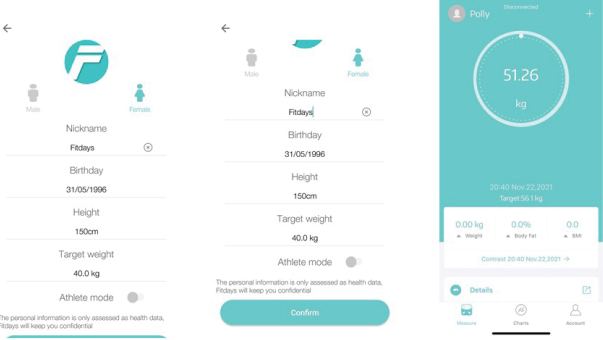 Male
Female
Nickname
Fitdays
Birthday
31/05/1996
Height
150cm
Target weight
40.0 kg
Athlete mode
The personal information is only assessed as health data,
Fitdays will keep you confidential
Male
Female
Nickname
Fitdays
Birthday
31/05/1996
Height
150cm
Target weight
40.0 kg
Athlete mode
The personal information is only assessed as health data,
Fitdays will keep you confidential
Confirm
Disconnected
Polly
51.26
kg
20:40 Nov.22,2021
Target 56.1 kg
0.00 kg 0.0% 0.0
Weight Body Fat BMI
Contrast 20:40 Nov.22,2021
Details
Measure Charts Account